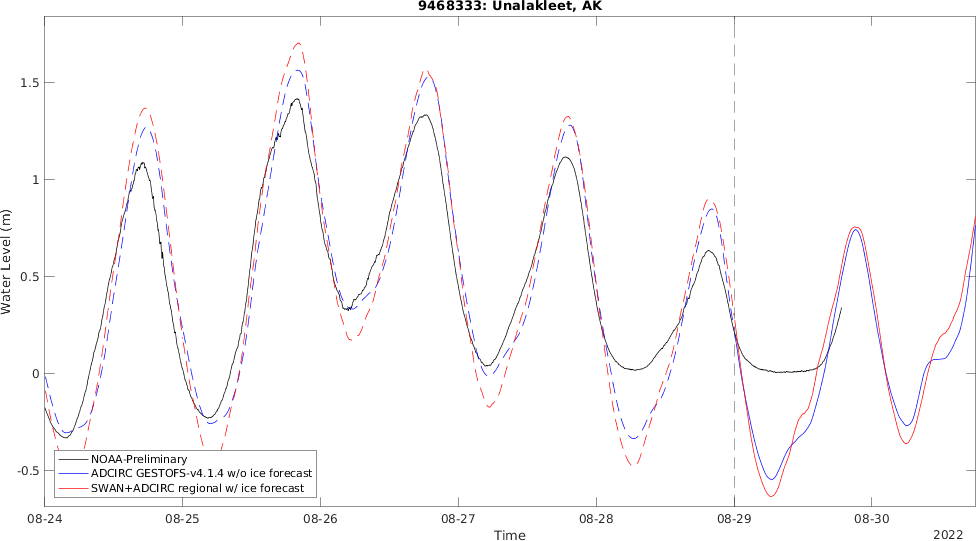 9468333: Unalakleet, AK
Water Level (m)
1.5
1
0.5
0
-0.5
NOAA-Preliminary
ADCIRC GESTOFS-v4.1.4 w/o ice forecast
SWAN+ADCIRC regional w/ ice forecast
08-24 08-25 08-26 08-27 08-28 08-29 08-30
Time
2022